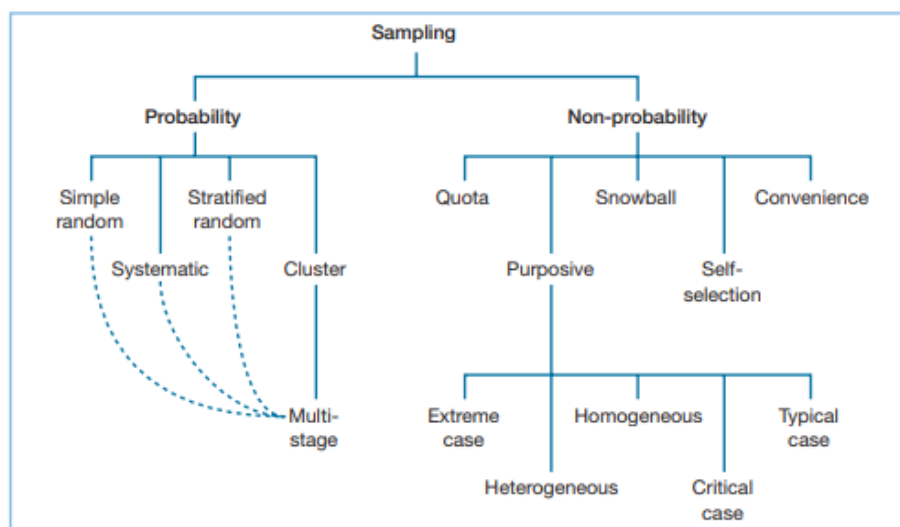 Sampling
Probability
Non-probability
Simple
random
Stratified
random
Quota
Snowball
Convenience
Systematic
Cluster
Purposive
Self-
selection
Multi-
stage
Extreme
case
Homogeneous
Typical
case
Heterogeneous
Critical
case